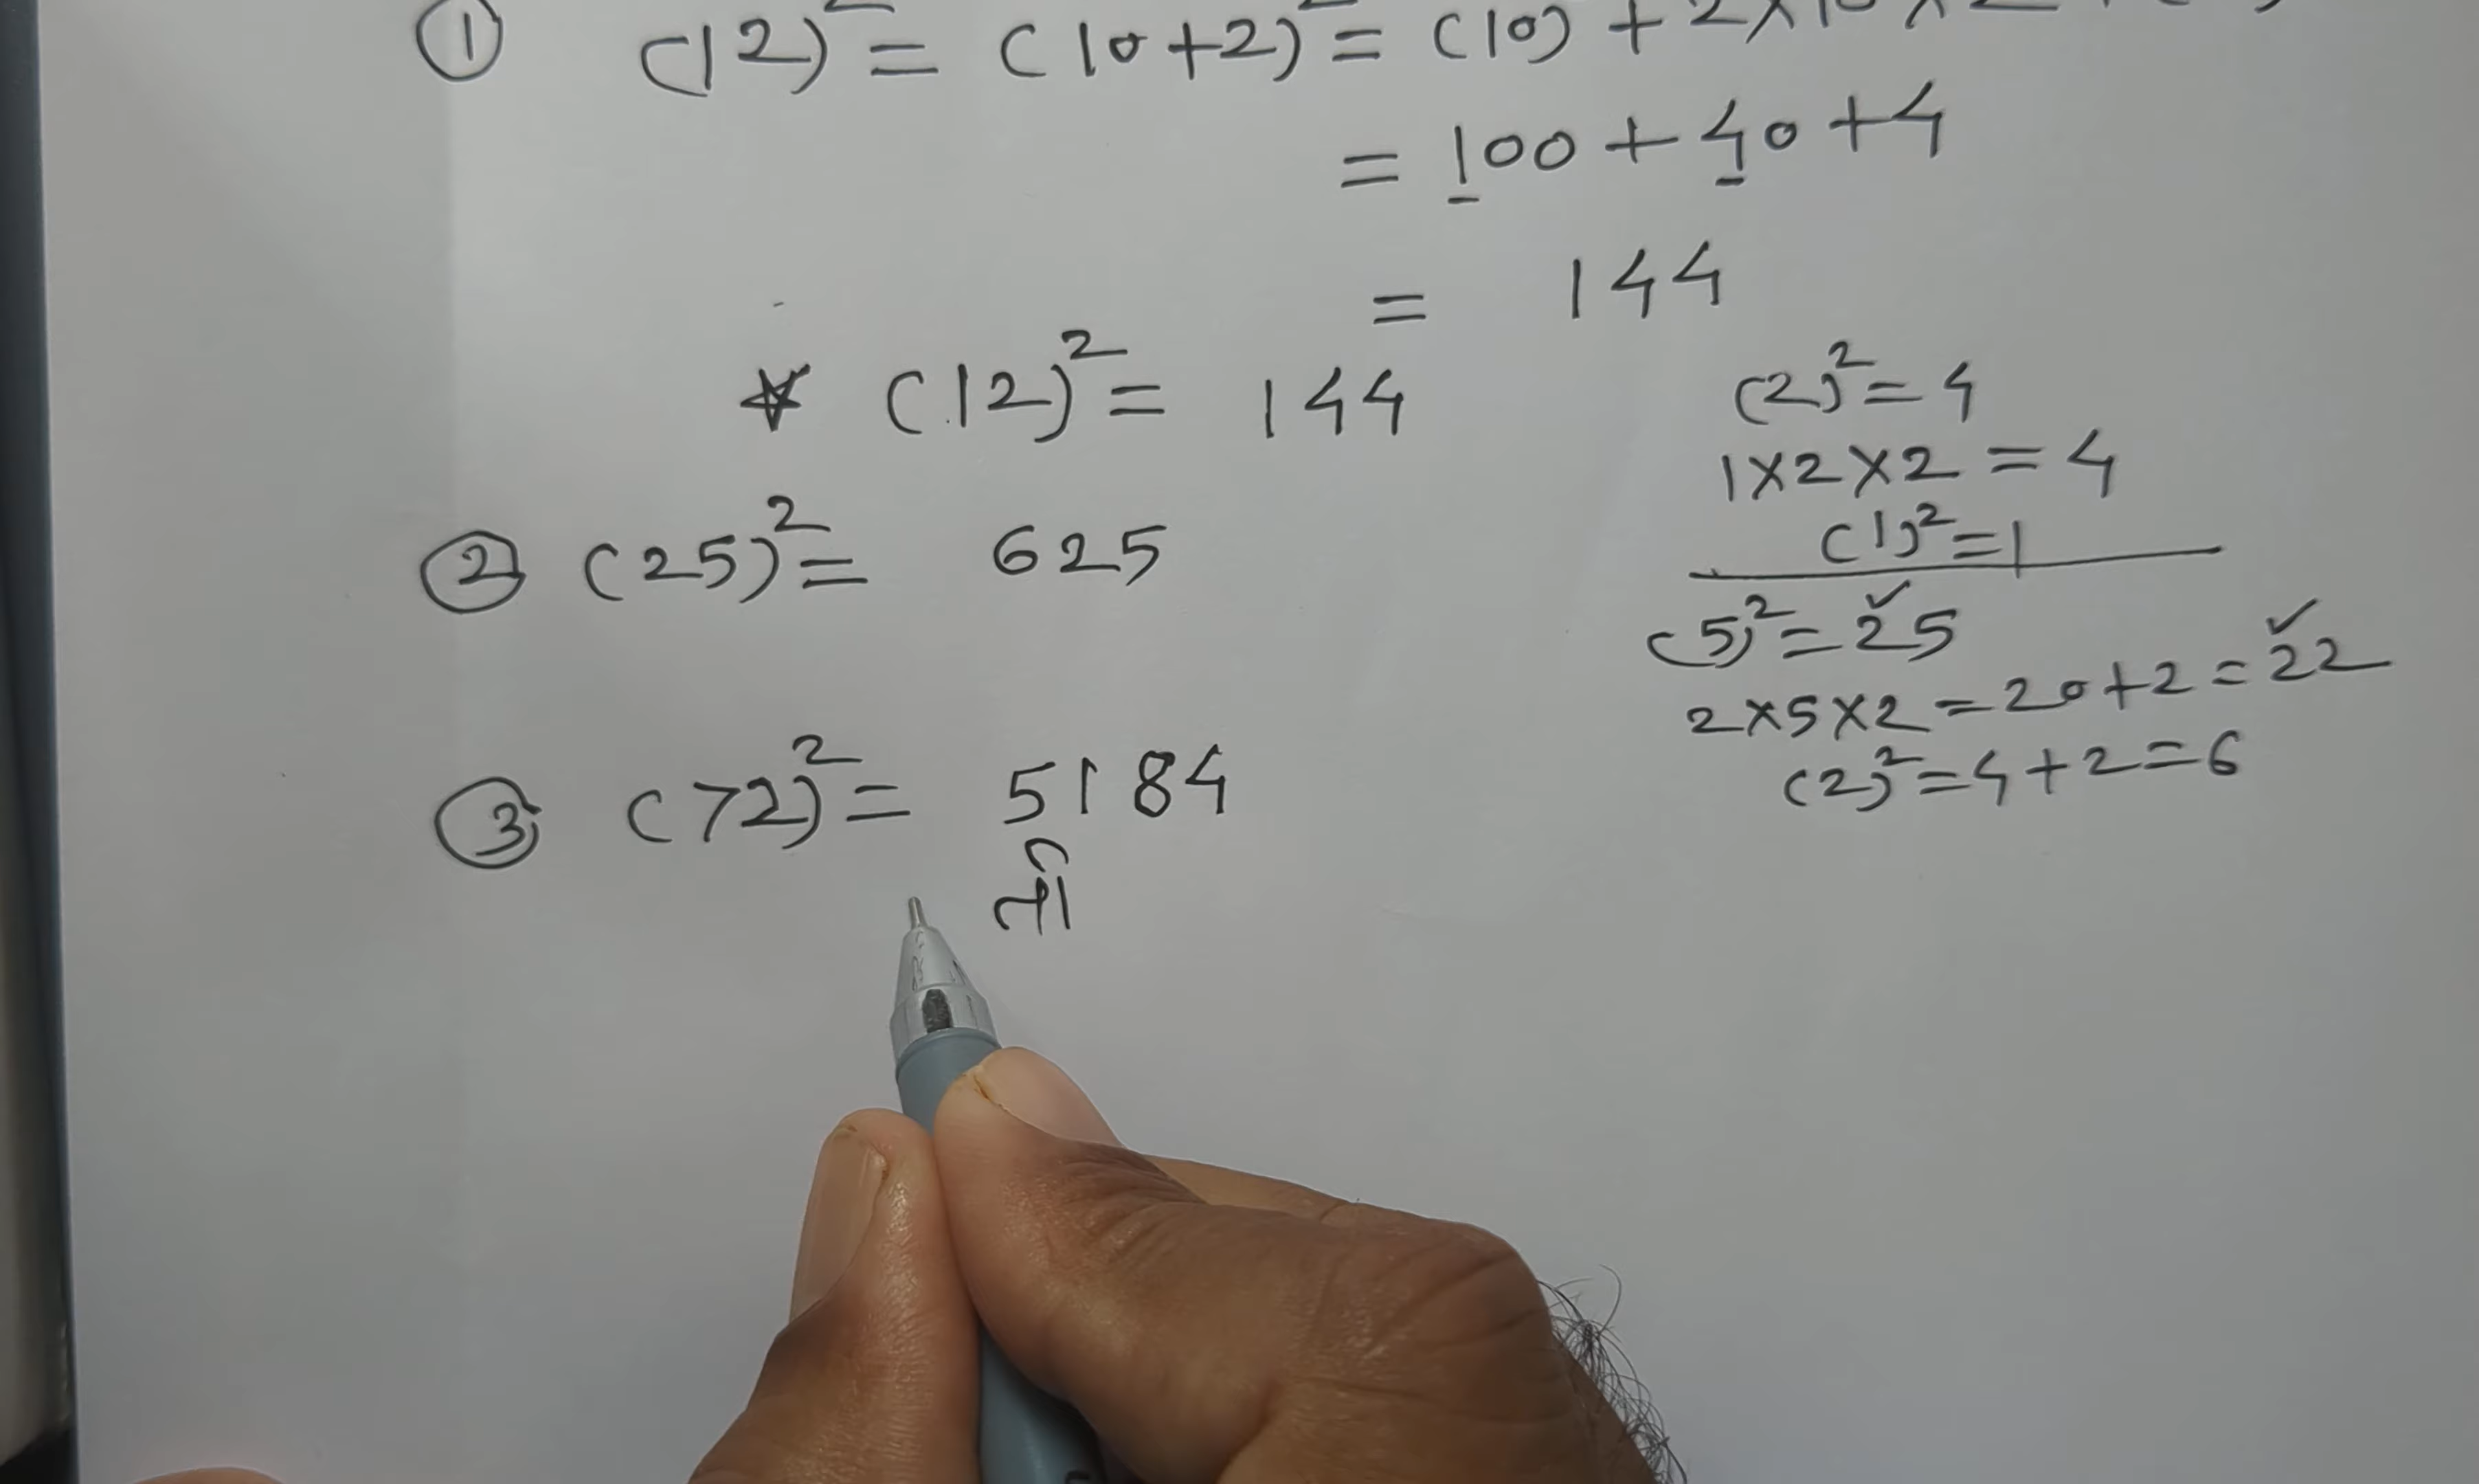 ① (12)² = (10+2)² = (10) + 2×10×2
= 100 + 40 + 4
= 144
* (12)² = 144
② (25)² = 625
③ (72)² = 5184
(2)² = 4
1×2×2 = 4
(1)² = 1
(5)² = 25
2×5×2 = 20+2 = 22
(2)² = 4+2 = 6